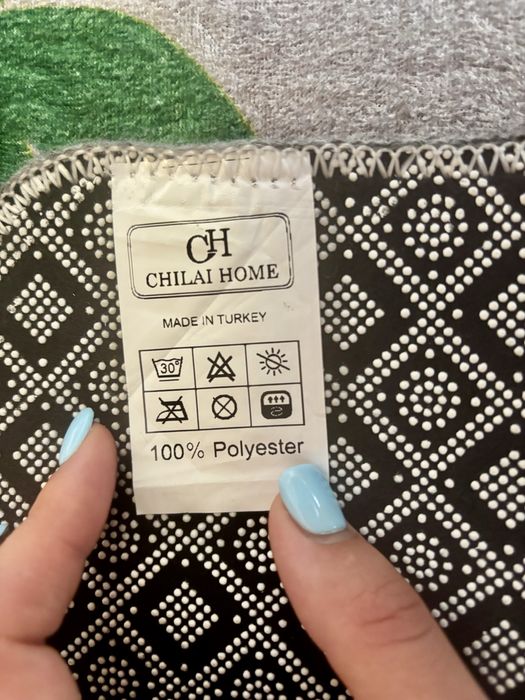 CH
CHILAI HOME
MADE IN TURKEY
30°
100% Polyester